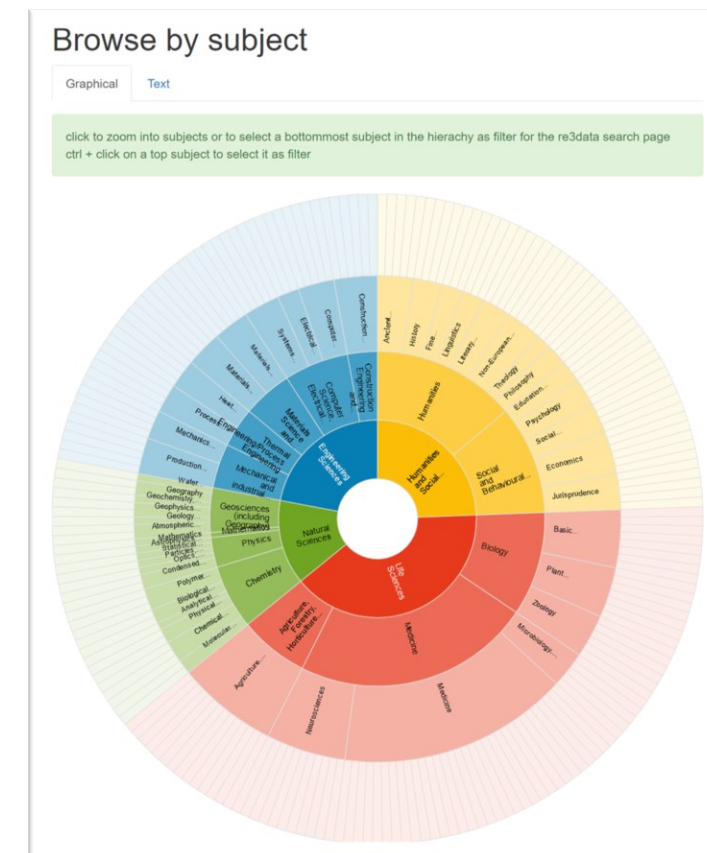 Browse by subject
Graphical
Text
click to zoom into subjects or to select a bottommost subject in the hierachy as filter for the re3data search page
ctrl + click on a top subject to select it as filter
Humanities
and
Social...
Humanities
Social
and
Behavioural...
Ancient...
History
Fine...
Linguistics
Literary...
Non-European...
Theology
Philosophy
Education...
Psychology
Social...
Economics
Jurisprudence
Life
Sciences
Biology
Medicine
Agriculture,
Forestry,
Horticulture...
Basic...
Plant...
Zoology
Microbiology...
Medicine
Neurosciences
Agriculture...
Natural
Sciences
Chemistry
Physics
Mathematics
Geosciences
(including
Geography)
Molecular...
Chemical...
Physical...
Analytical
Biological...
Polymer...
Condensed...
Optics...
Particles...
Statistical...
Mathematics
Atmospheric...
Geology...
Geophysics...
Geochemistry...
Geography
Water
Engineering
Sciences
Mechanical
and
industrial
Thermal
Engineering/Process
Engineering
Materials
Science
and
Computer
Science,
Electrical
Construction
Engineering
and...
Production...
Mechanics...
Process
Heat...
Materials...
Materials...
Systems...
Electrical...
Computer...
Construction...